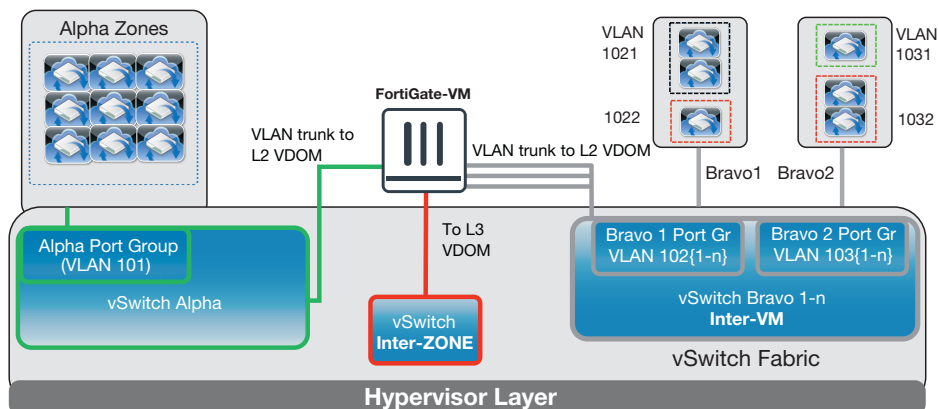 Alpha Zones
FortiGate-VM
VLAN trunk to
L2 VDOM
VLAN trunk to L2 VDOM
VLAN
1021
1022
VLAN
1031
1032
Bravo1
Bravo2
To L3
VDOM
Alpha Port Group
(VLAN 101)
vSwitch Alpha
vSwitch
Inter-ZONE
Bravo 1 Port Gr
VLAN 102{1-n}
Bravo 2 Port Gr
VLAN 103{1-n}
vSwitch Bravo 1-n
Inter-VM
vSwitch Fabric
Hypervisor Layer